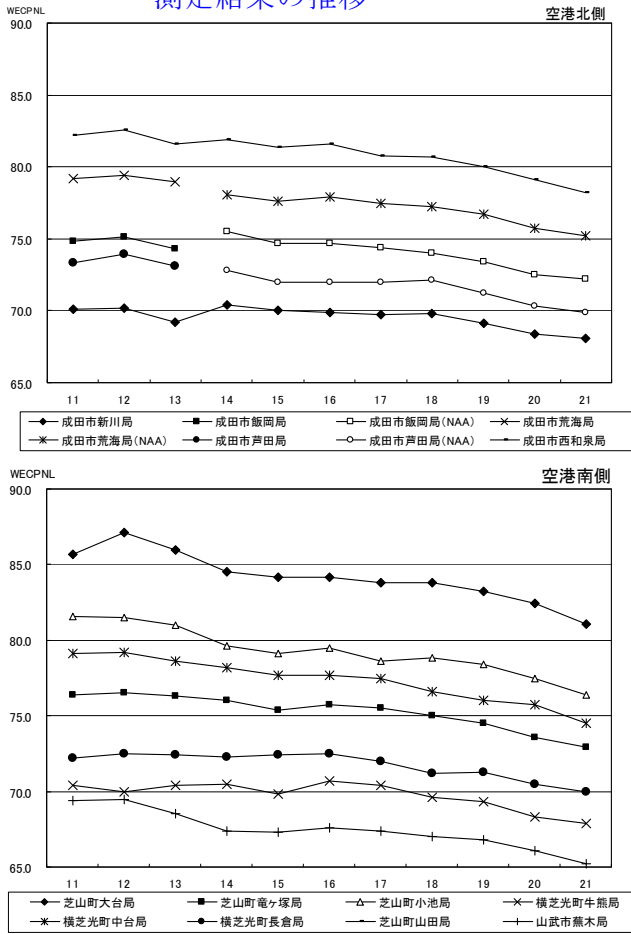 測定結果の推移
WECPNL
空港北側
90.0
85.0
80.0
75.0
70.0
65.0
11 12 13 14 15 16 17 18 19 20 21
成田市新川局 成田市飯岡局 成田市飯岡局(NAA) 成田市荒海局
成田市荒海局(NAA) 成田市芦田局 成田市芦田局(NAA) 成田市西和泉局
WECPNL
空港南側
90.0
85.0
80.0
75.0
70.0
65.0
11 12 13 14 15 16 17 18 19 20 21
芝山町大台局 芝山町竜ヶ塚局 芝山町小池局 横芝光町牛熊局
横芝光町中台局 横芝光町長倉局 芝山町山田局 山武市蕪木局